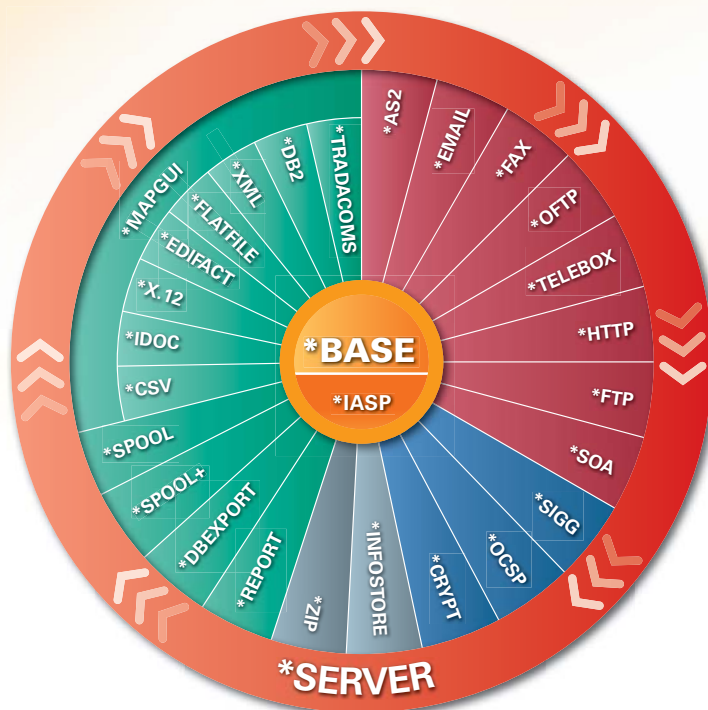 *AS2
*EMAIL
*FAX
*OFTP
*TELEBOX
*HTTP
*FTP
*SOA
*SIGG
*OCSP
*CRYPT
*INFOSTORE
*ZIP
*REPORT
*DBEXPORT
*SPOOL+
*SPOOL
*CSV
*IDOC
*X.12
*EDIFACT
*FLATFILE
*XML
*DB2
*TRADACOMS
*MAPGUI
*BASE
*IASP
*SERVER